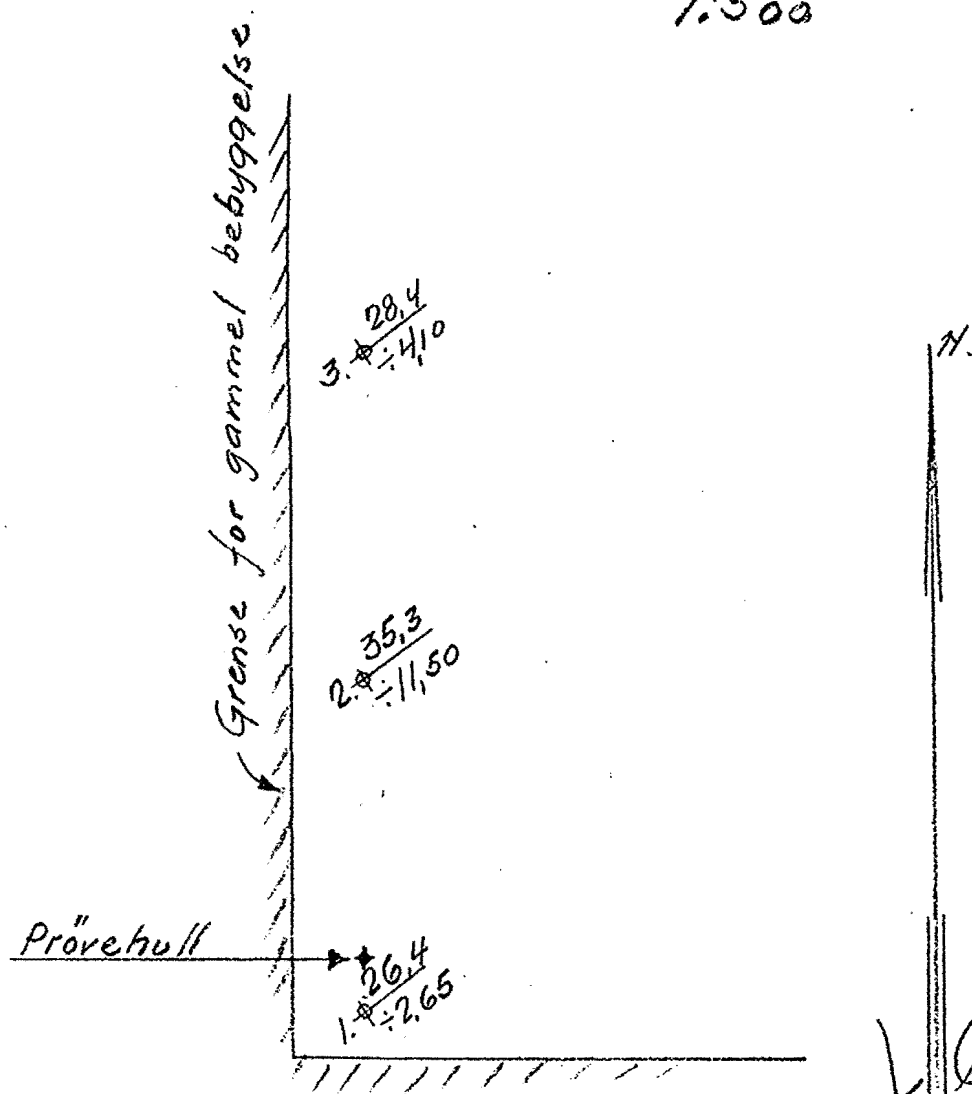 1:500
Grense for gammel bebyggelse.
28,4
3. ÷4,10
N.
35,3
2. ÷11,50
Prövehull
26,4
1. ÷2,65